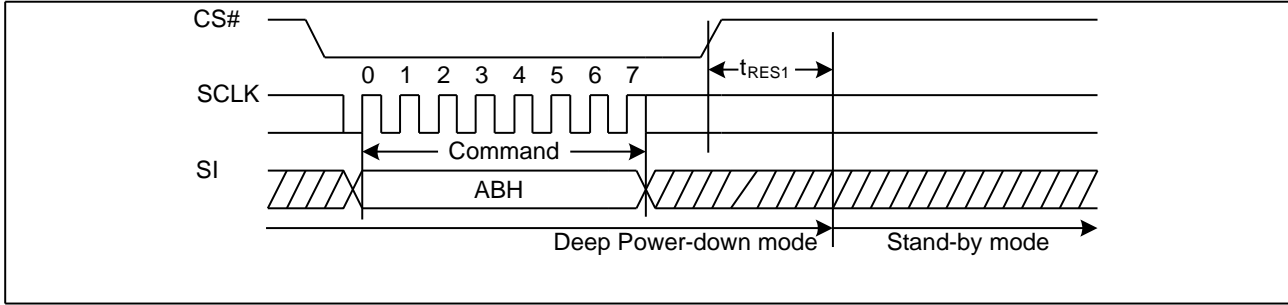 CS#
tRES1
0 1 2 3 4 5 6 7
SCLK
Command
SI
ABH
Deep Power-down mode Stand-by mode